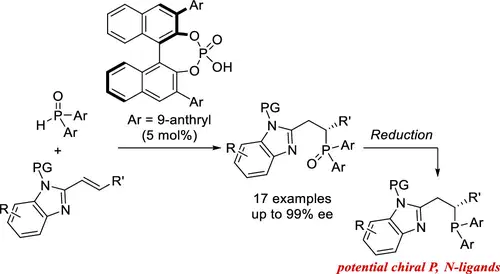 Ar
O
O
O
P
OH
Ar
O
P
H
Ar
Ar
+
PG
N
R
N
R'
Ar = 9-anthryl
(5 mol%)
PG
N
R
N
R'
P
O
Ar
Ar
17 examples
up to 99% ee
Reduction
PG
N
R
N
R'
P
Ar
Ar
potential chiral P, N-ligands